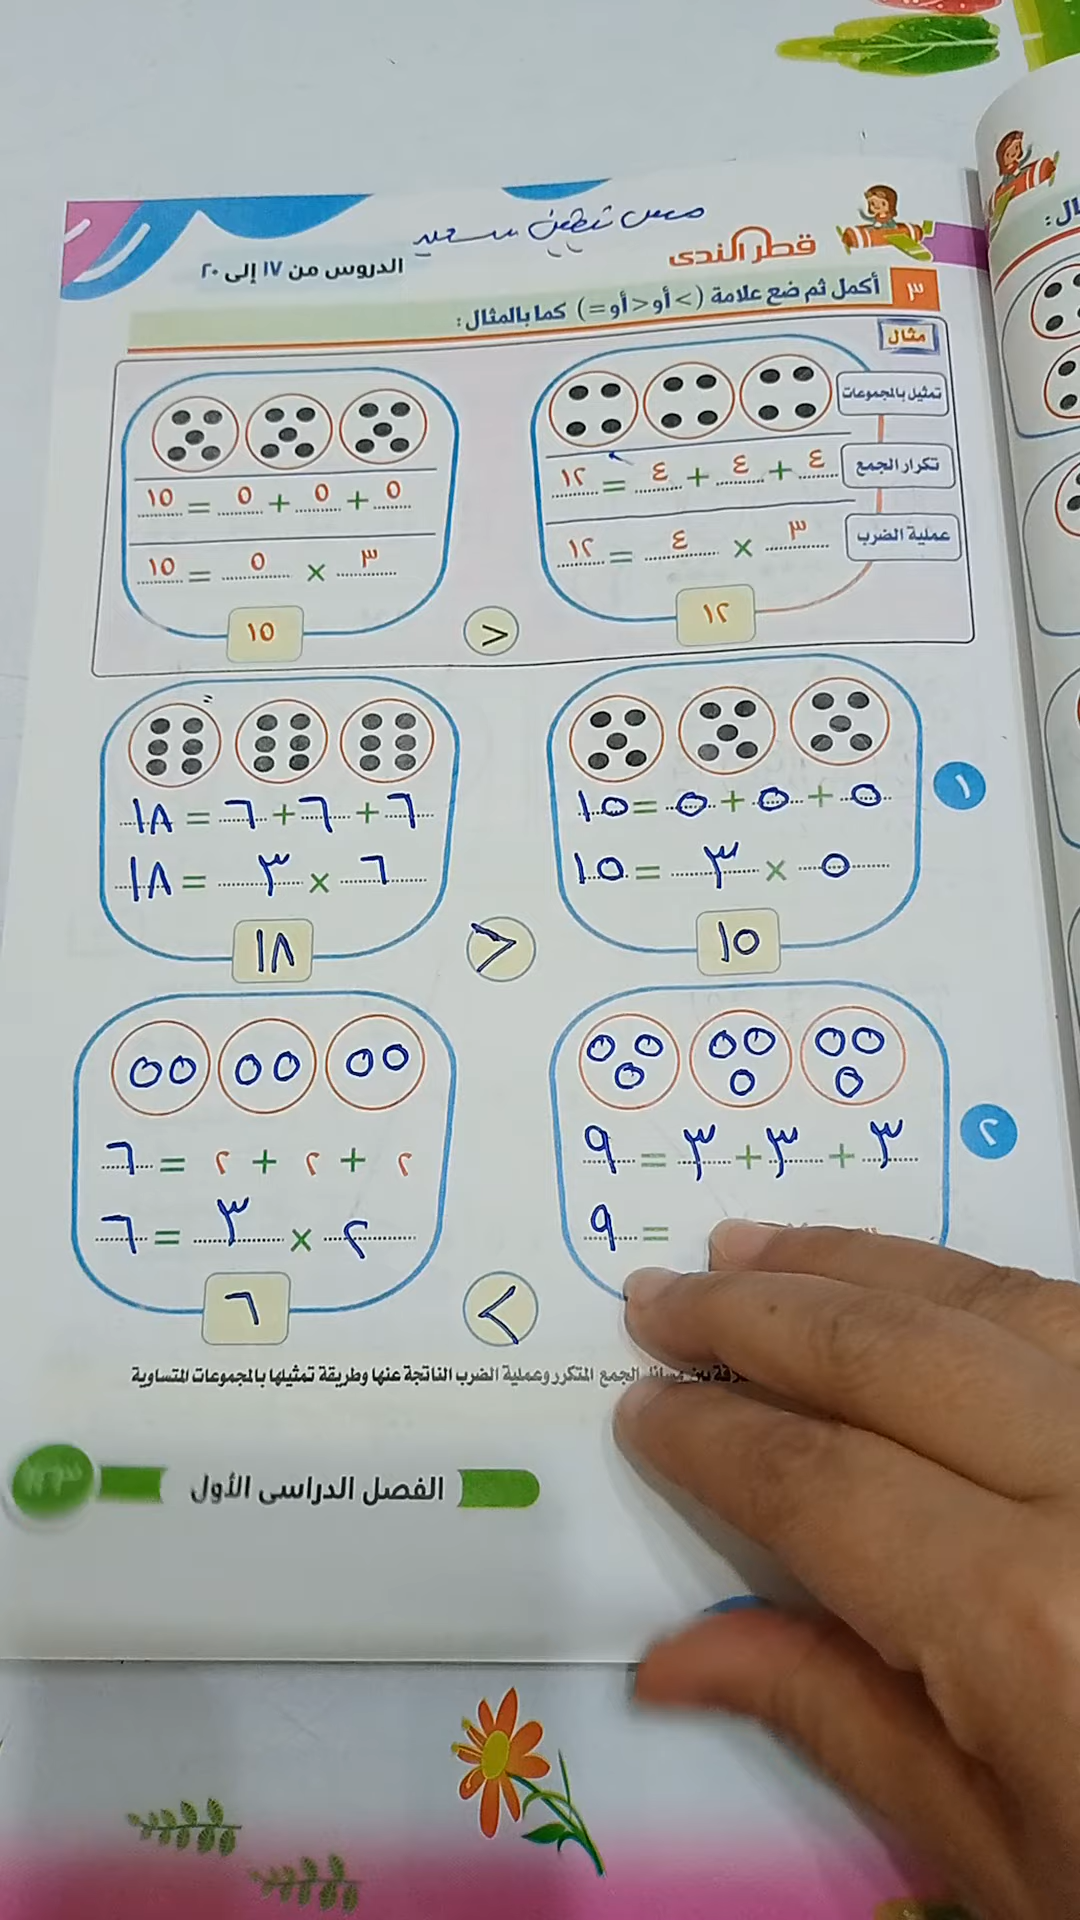 مس شيرين سعيد
قطر الندى
الدروس من ١٧ إلى ٢٠
٣ أكمل ثم ضع علامة (> أو < أو =) كما بالمثال :
مثال
تمثيل بالمجموعات
تكرار الجمع
٤ + ٤ + ٤ = ١٢
٥ + ٥ + ٥ = ١٥
عملية الضرب
٣ × ٤ = ١٢
٣ × ٥ = ١٥
١٢ < ١٥
١
٥ + ٥ + ٥ = ١٥
٦ + ٦ + ٦ = ١٨
٥ × ٣ = ١٥
٦ × ٣ = ١٨
١٥ < ١٨
٢
٣ + ٣ + ٣ = ٩
٢ + ٢ + ٢ = ٦
= ٩
٢ × ٣ = ٦
> ٦
الجمع المتكرر وعملية الضرب الناتجة عنها وطريقة تمثيلها بالمجموعات المتساوية
الفصل الدراسى الأول